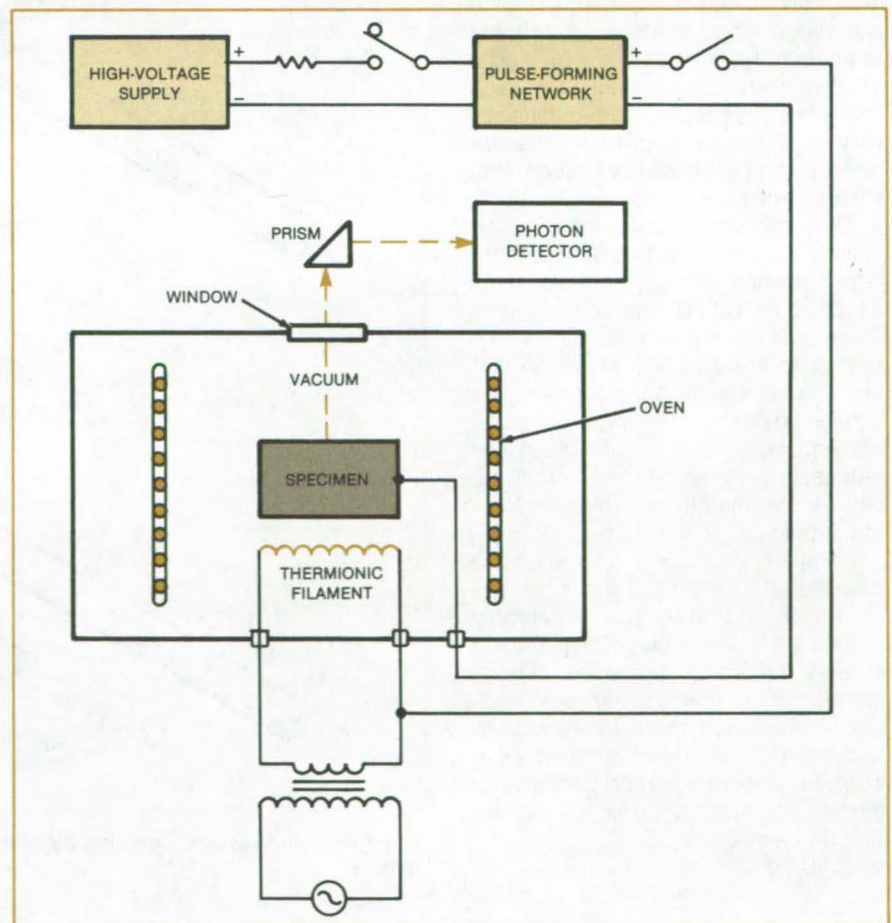 HIGH-VOLTAGE
SUPPLY
+
−
PULSE-FORMING
NETWORK
+
−
PRISM
PHOTON
DETECTOR
WINDOW
VACUUM
OVEN
SPECIMEN
THERMIONIC
FILAMENT